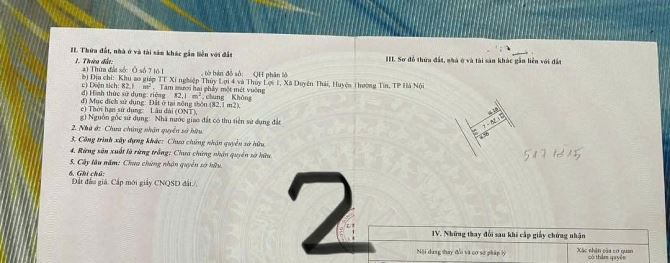 II. Thửa đất, nhà ở và tài sản khác gắn liền với đất
1. Thửa đất:
a) Thửa đất số: Ô số 7 lô 1 , tờ bản đồ số: QH phân lô
b) Địa chỉ: Khu ao giáp TT Xí nghiệp Thủy Lợi 4 và Thủy Lợi 1, Xã Duyên Thái, Huyện Thường Tín, TP Hà Nội
c) Diện tích: 82,1 m², Tám mươi hai phảy một mét vuông
d) Hình thức sử dụng: riêng 82,1 m², chung Không
đ) Mục đích sử dụng: Đất ở tại nông thôn (82,1 m2),
e) Thời hạn sử dụng: Lâu dài (ONT),
g) Nguồn gốc sử dụng: Nhà nước giao đất có thu tiền sử dụng đất
2. Nhà ở: Chưa chứng nhận quyền sở hữu
3. Công trình xây dựng khác: Chưa chứng nhận quyền sở hữu
4. Rừng sản xuất là rừng trồng: Chưa chứng nhận quyền sở hữu
5. Cây lâu năm: Chưa chứng nhận quyền sở hữu
6. Ghi chú:
Đất đấu giá. Cấp mới giấy CNQSD đất./.
2
III. Sơ đồ thửa đất, nhà ở và tài sản khác gắn liền với đất
IV. Những thay đổi sau khi cấp giấy chứng nhận
Nội dung thay đổi và cơ sở pháp lý
Xác nhận của cơ quan
có thẩm quyền